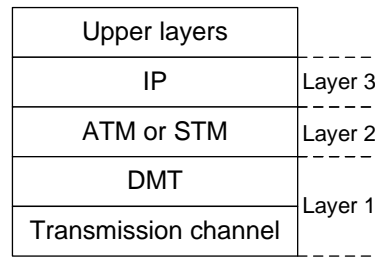 Upper layers
IP
Layer 3
ATM or STM
Layer 2
DMT
Layer 1
Transmission channel